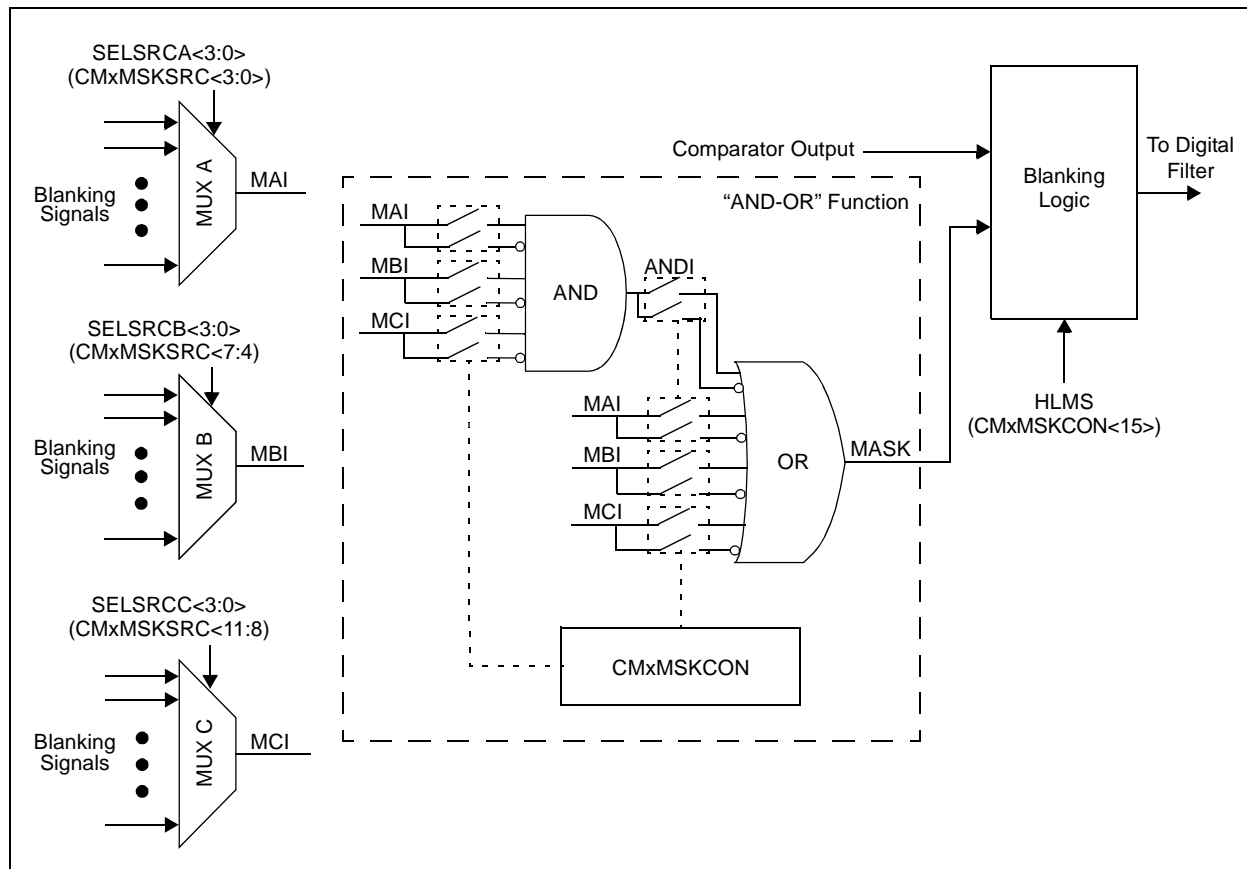 SELSRCA<3:0>
(CMxMSKSRC<3:0>)
MUX A
MAI
Blanking
Signals
SELSRCB<3:0>
(CMxMSKSRC<7:4)
MUX B
MBI
Blanking
Signals
SELSRCC<3:0>
(CMxMSKSRC<11:8)
MUX C
MCI
Blanking
Signals
Comparator Output
“AND-OR” Function
MAI
MBI
MCI
AND
ANDI
MAI
MBI
MCI
OR
MASK
CMxMSKCON
Blanking
Logic
To Digital
Filter
HLMS
(CMxMSKCON<15>)